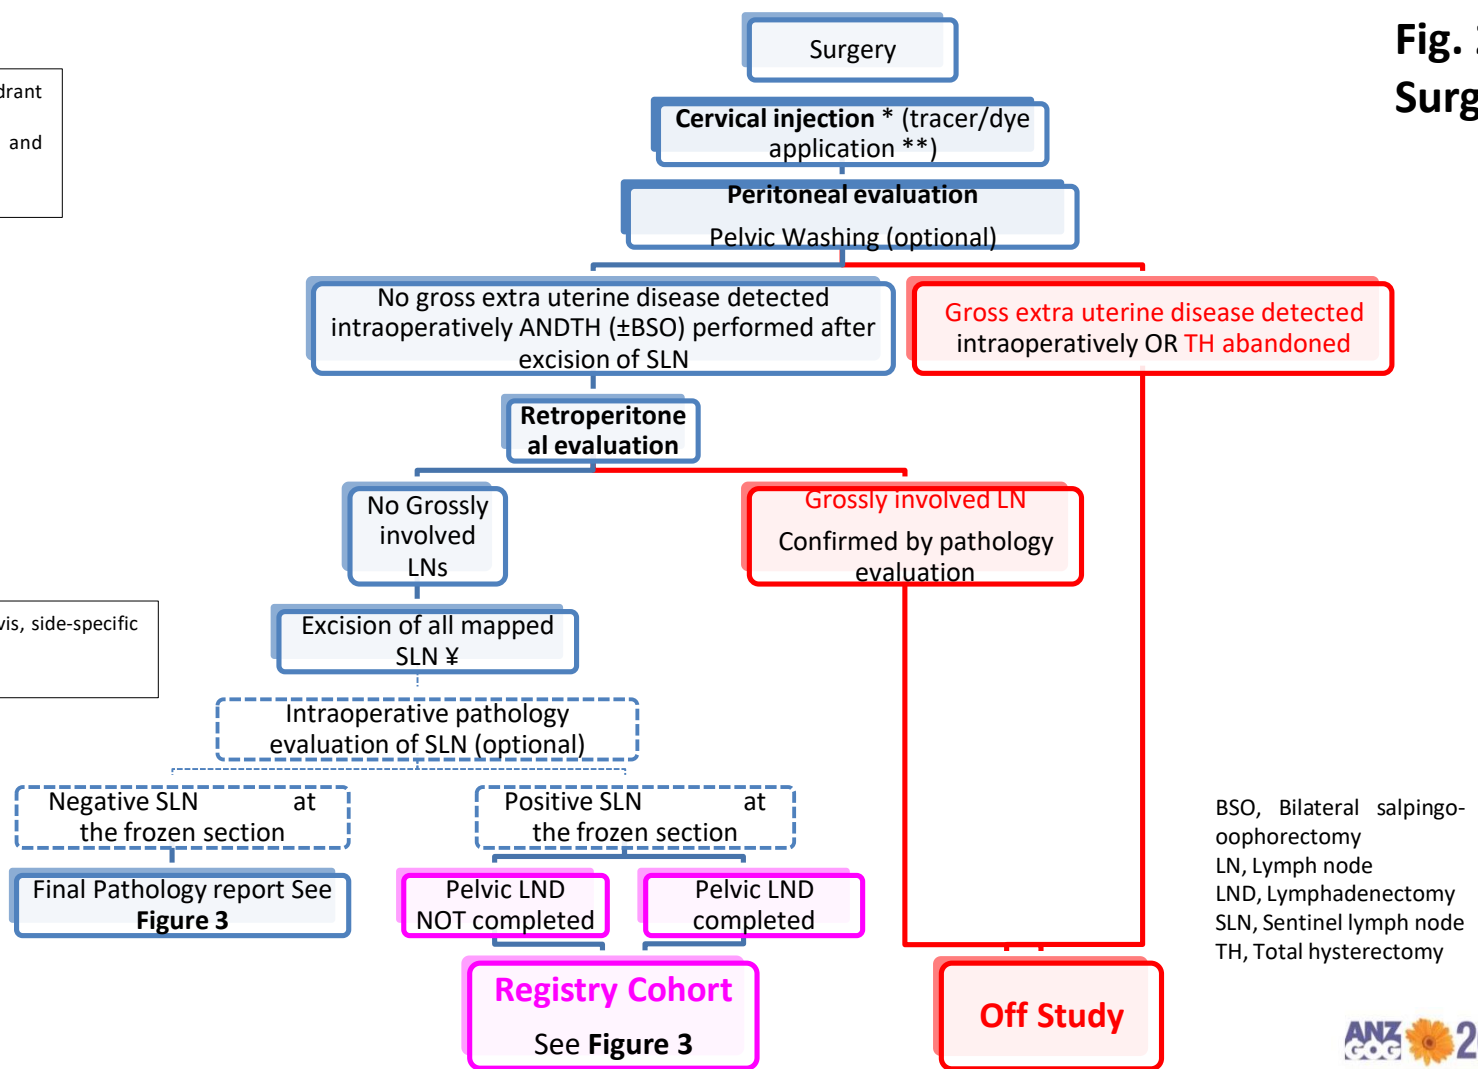 Surgery
Fig.
Surg
Cervical injection * (tracer/dye
application **)
drant
and
Peritoneal evaluation
Pelvic Washing (optional)
No gross extra uterine disease detected
intraoperatively ANDTH (±BSO) performed after
excision of SLN
Gross extra uterine disease detected
intraoperatively OR TH abandoned
Retroperitone
al evaluation
No Grossly
involved
LNs
Grossly involved LN
Confirmed by pathology
evaluation
vis, side-specific
Excision of all mapped
SLN ¥
Intraoperative pathology
evaluation of SLN (optional)
Negative SLN at
the frozen section
Positive SLN at
the frozen section
Final Pathology report See
Figure 3
Pelvic LND
NOT completed
Pelvic LND
completed
Registry Cohort
See Figure 3
Off Study
BSO, Bilateral salpingo-
oophorectomy
LN, Lymph node
LND, Lymphadenectomy
SLN, Sentinel lymph node
TH, Total hysterectomy
ANZ
GOG
2